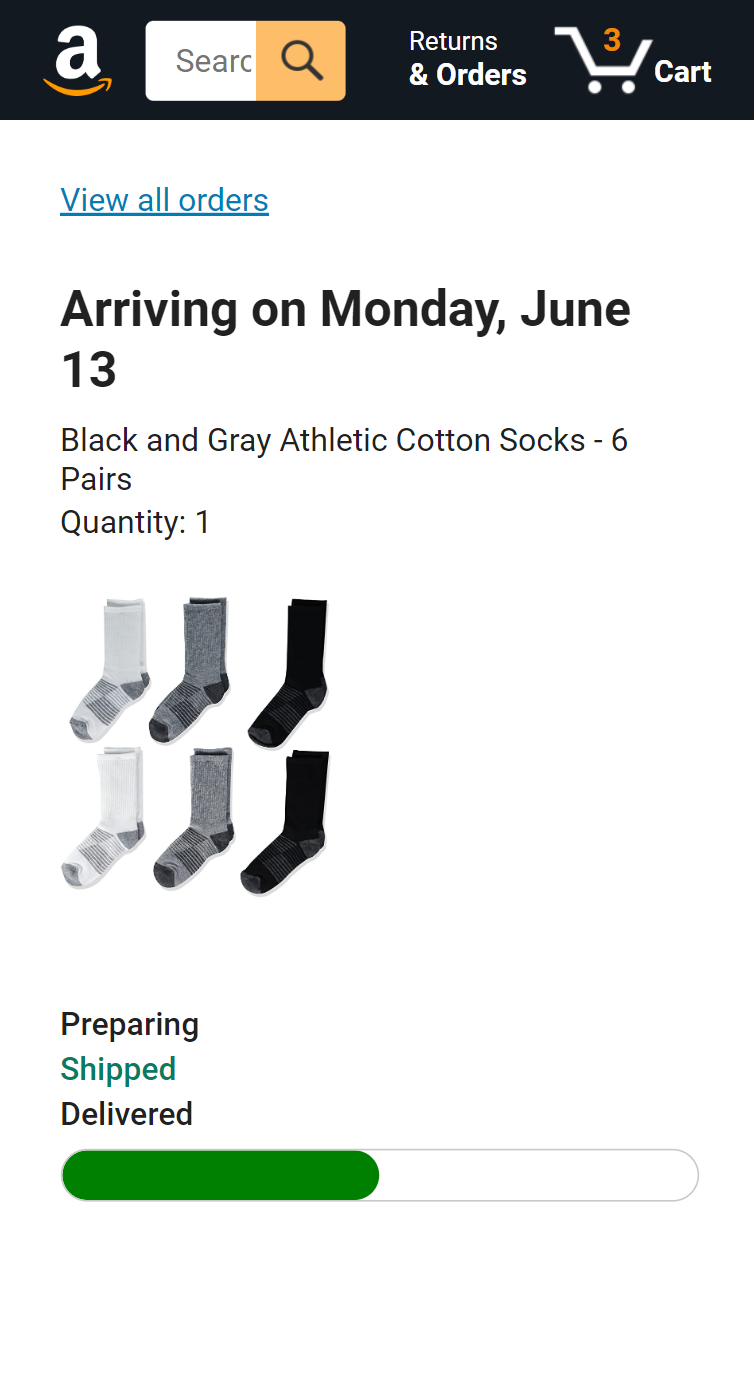 a
Searc
Returns
& Orders
3
Cart
View all orders
Arriving on Monday, June
13
Black and Gray Athletic Cotton Socks - 6
Pairs
Quantity: 1
Preparing
Shipped
Delivered